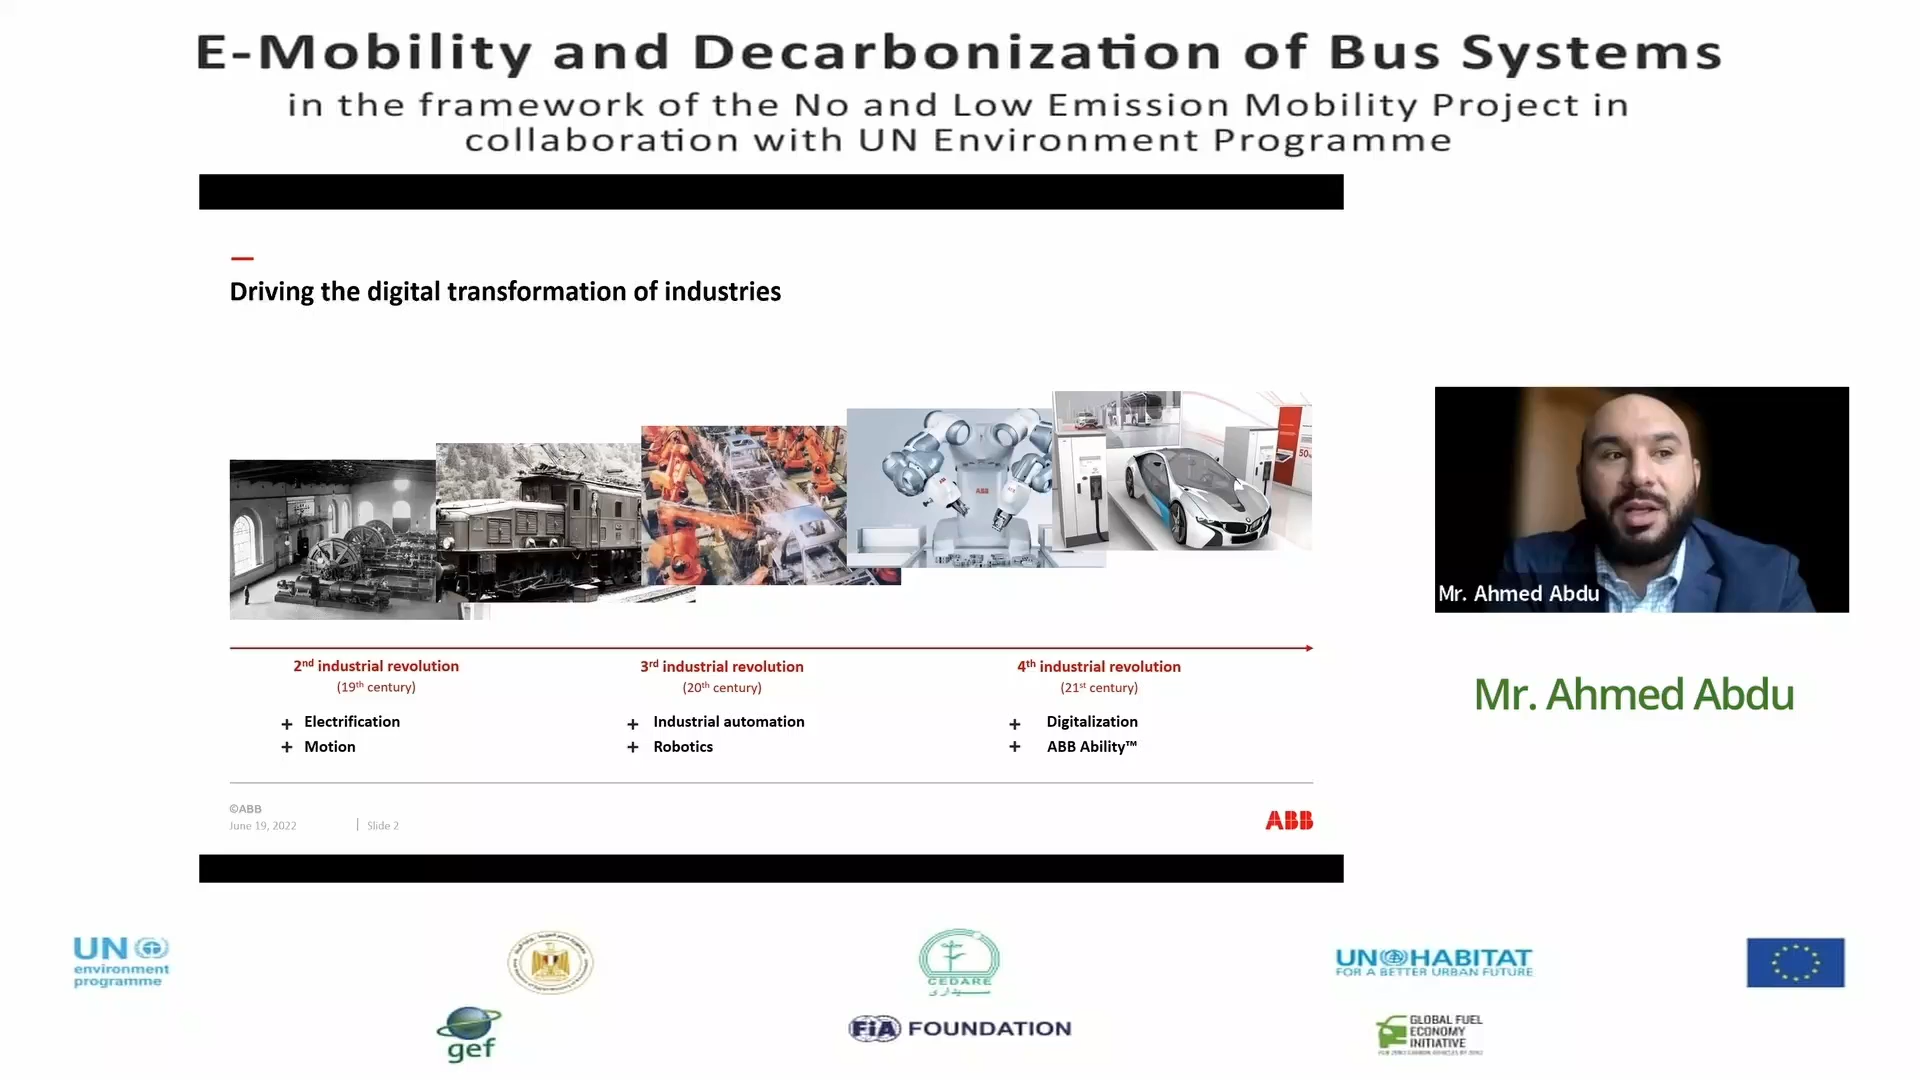 E-Mobility and Decarbonization of Bus Systems
in the framework of the No and Low Emission Mobility Project in
collaboration with UN Environment Programme
Driving the digital transformation of industries
ABB
50%
2nd industrial revolution
(19th century)
+ Electrification
+ Motion
3rd industrial revolution
(20th century)
+ Industrial automation
+ Robotics
4th industrial revolution
(21st century)
+ Digitalization
+ ABB Ability™
©ABB
June 19, 2022 | Slide 2
ABB
Mr. Ahmed Abdu
Mr. Ahmed Abdu
UN
environment
programme
CEDARE
سيداري
UN HABITAT
FOR A BETTER URBAN FUTURE
gef
FiA FOUNDATION
GLOBAL FUEL
ECONOMY
INITIATIVE